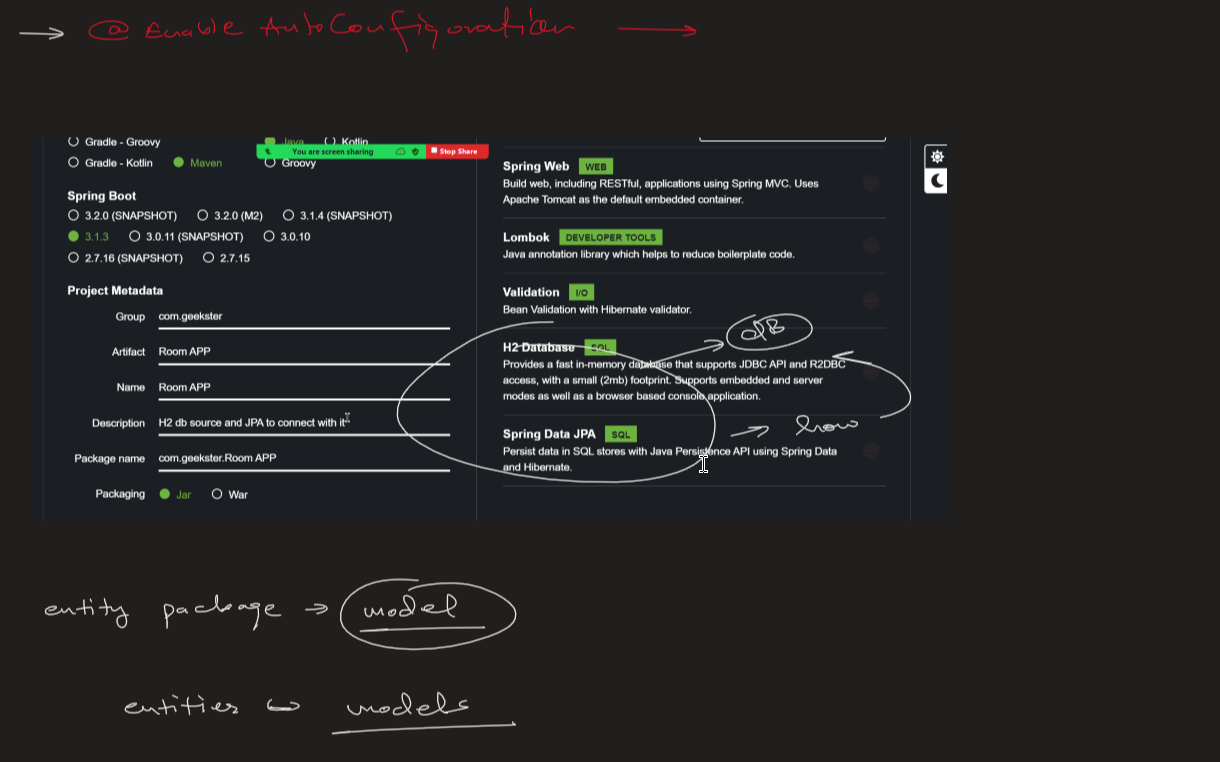 → @ Enable AutoConfigoration →
Gradle - Groovy Java Kotlin
You are screen sharing Stop Share
Gradle - Kotlin Maven Groovy
Spring Boot
3.2.0 (SNAPSHOT) 3.2.0 (M2) 3.1.4 (SNAPSHOT)
3.1.3 3.0.11 (SNAPSHOT) 3.0.10
2.7.16 (SNAPSHOT) 2.7.15
Project Metadata
Group com.geekster
Artifact Room APP
Name Room APP
Description H2 db source and JPA to connect with it
Package name com.geekster.Room APP
Packaging Jar War
Spring Web WEB
Build web, including RESTful, applications using Spring MVC. Uses
Apache Tomcat as the default embedded container.
Lombok DEVELOPER TOOLS
Java annotation library which helps to reduce boilerplate code.
Validation I/O
Bean Validation with Hibernate validator.
dB
H2 Database SQL
Provides a fast in-memory database that supports JDBC API and R2DBC
access, with a small (2mb) footprint. Supports embedded and server
modes as well as a browser based console application.
Spring Data JPA SQL → how
Persist data in SQL stores with Java Persistence API using Spring Data
and Hibernate.
entity package → model
entities models